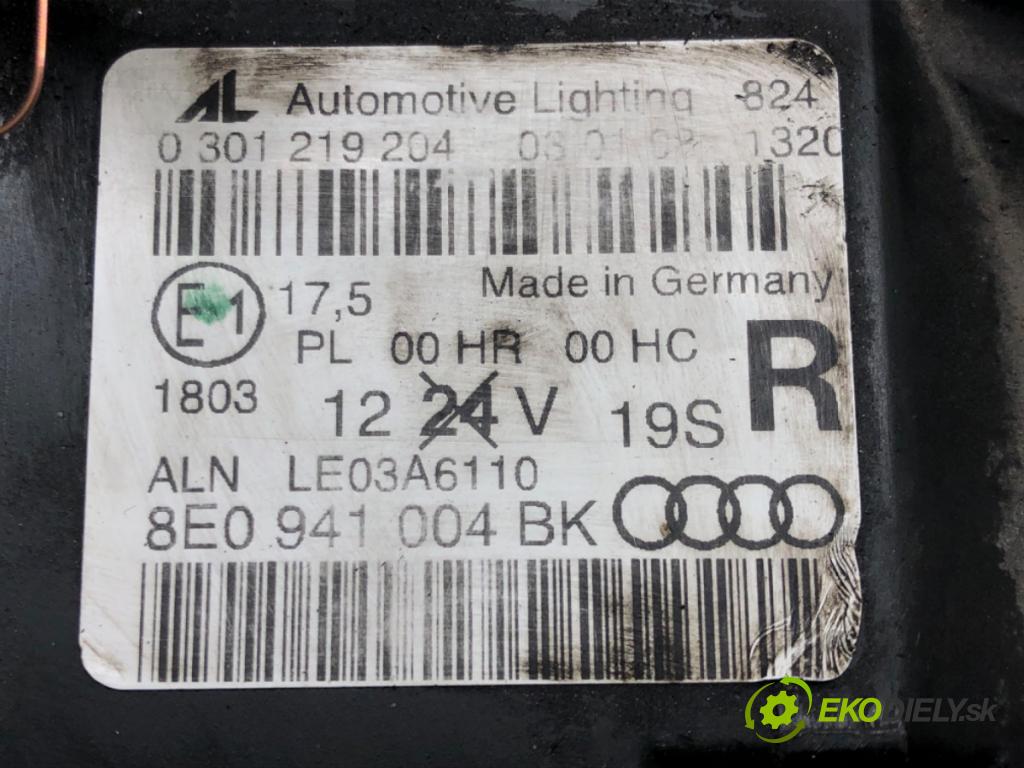 AL Automotive Lighting 824
0 301 219 204 1320
E1 17,5 Made in Germany
PL 00 HR 00 HC R
1803 12 24 V 19S
ALN LE03A6110
8E0 941 004 BK
EKODIELY.sk